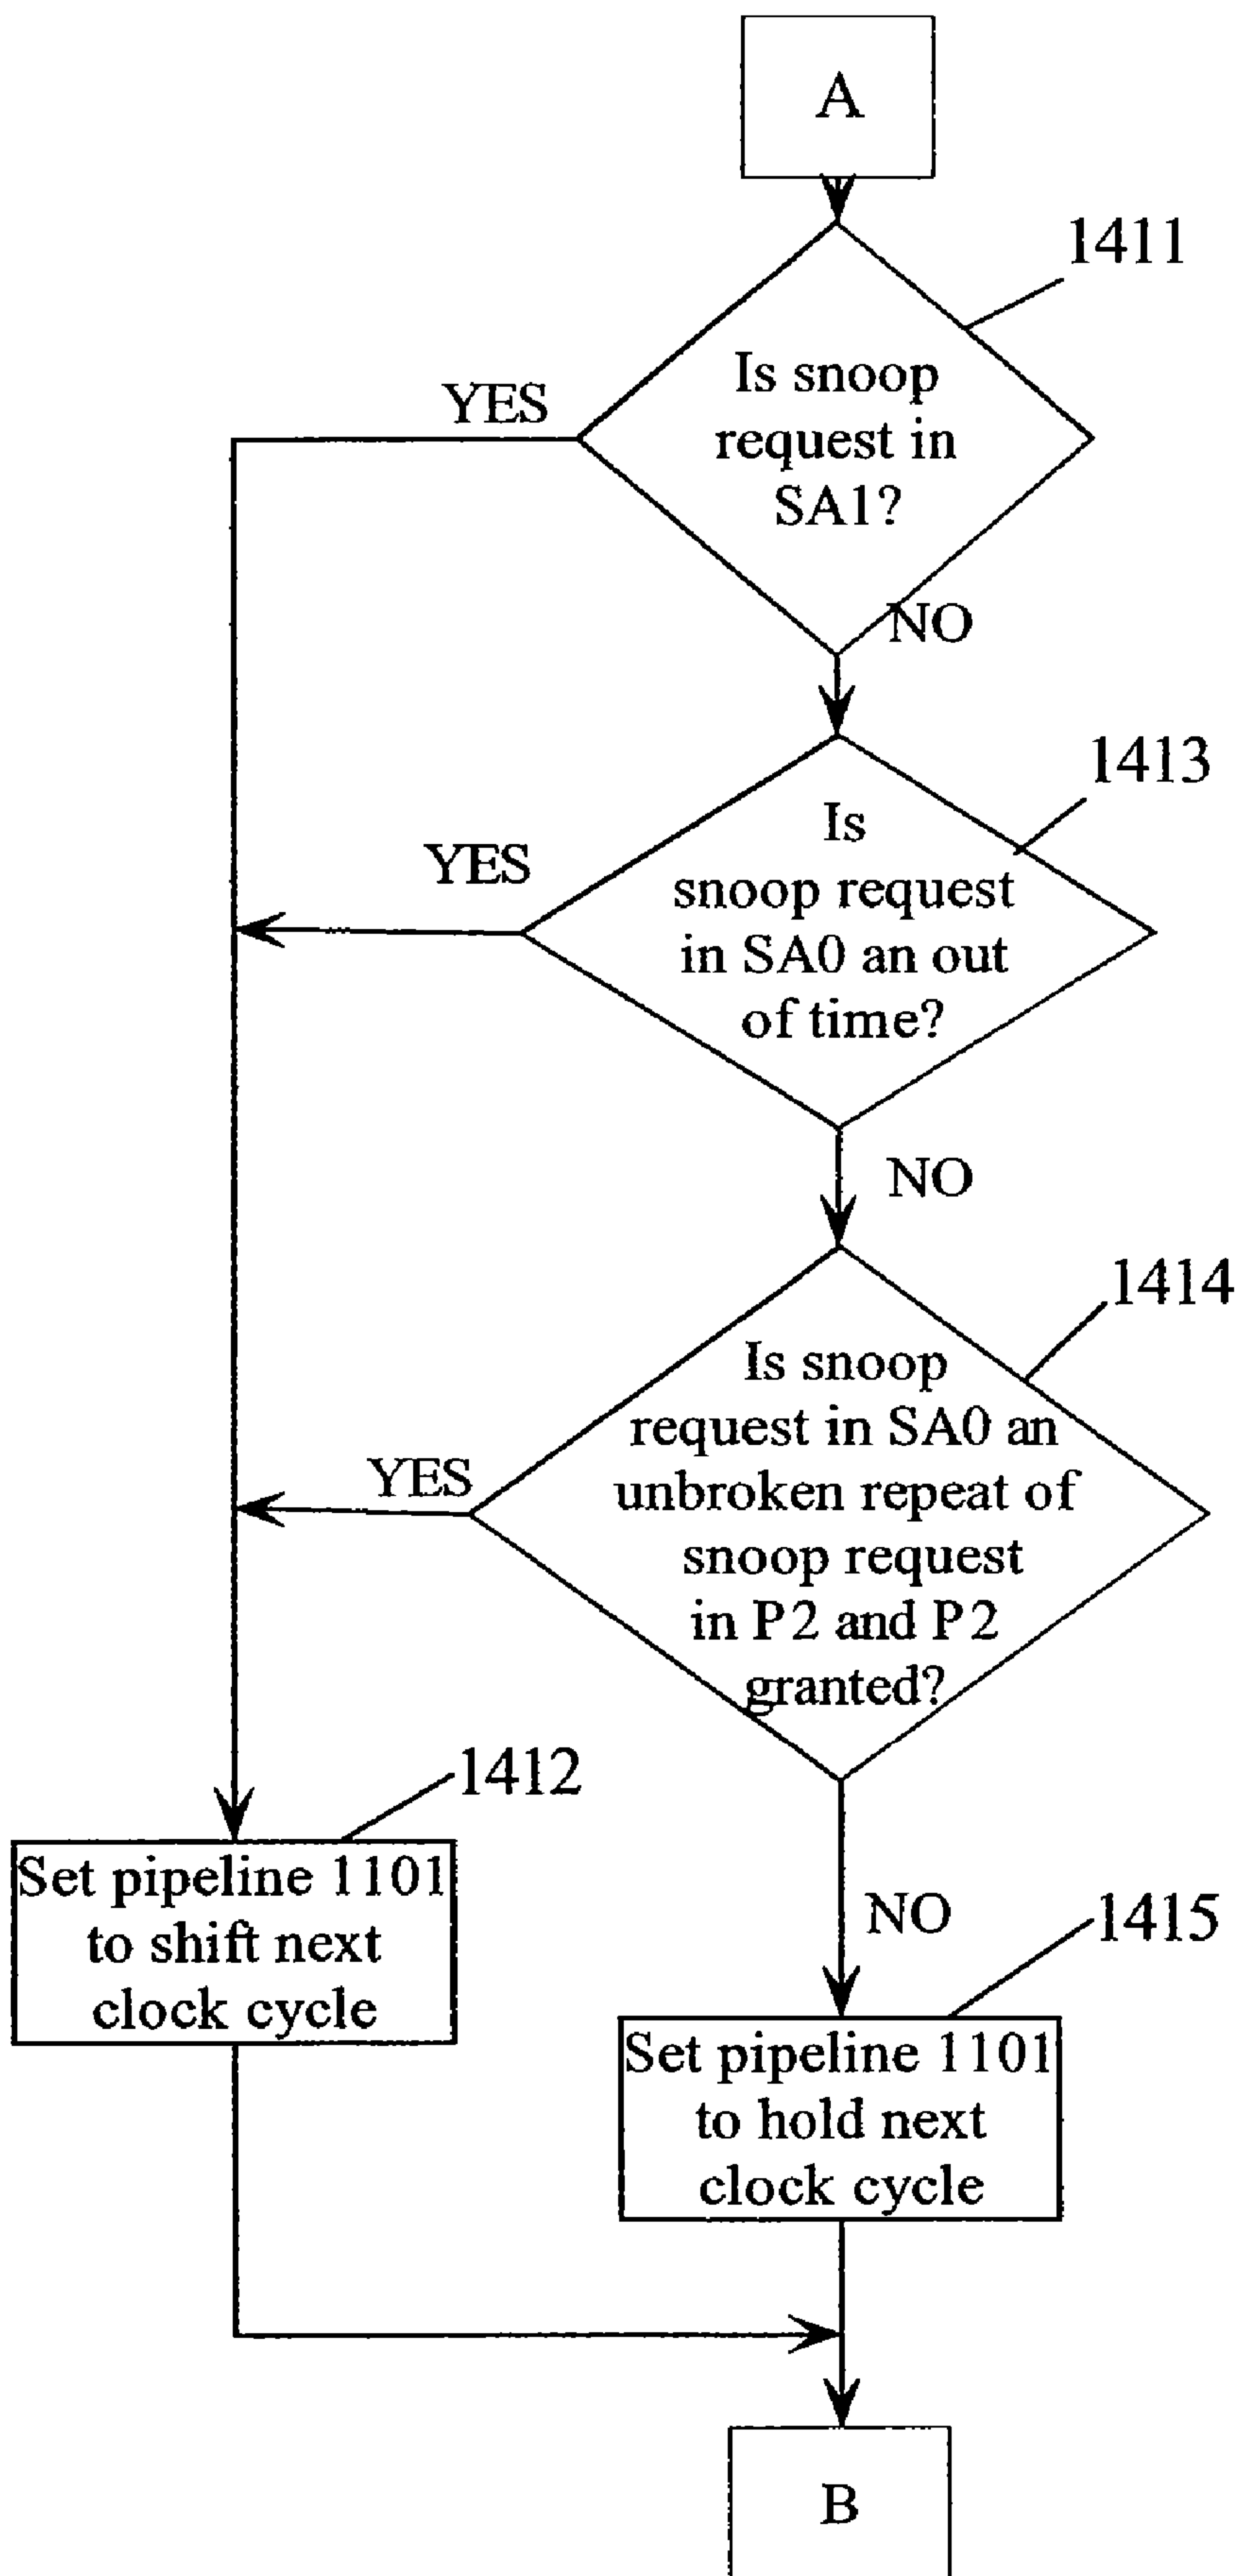 A
1411
Is snoop
request in
SA1?
YES
NO
1413
Is
snoop request
in SA0 an out
of time?
YES
NO
1414
Is snoop
request in SA0 an
unbroken repeat of
snoop request
in P2 and P2
granted?
YES
1412
Set pipeline 1101
to shift next
clock cycle
NO
1415
Set pipeline 1101
to hold next
clock cycle
B